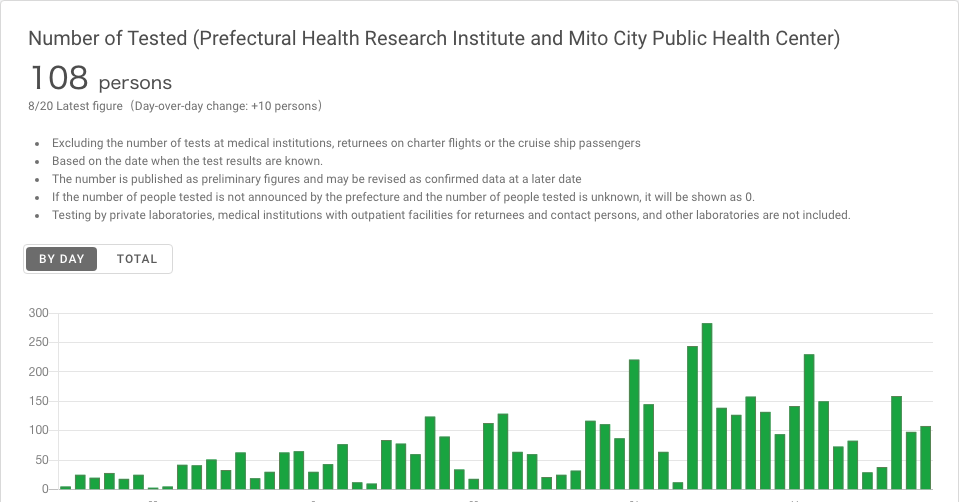 Number of Tested (Prefectural Health Research Institute and Mito City Public Health Center)
108 persons
8/20 Latest figure（Day-over-day change: +10 persons）
• Excluding the number of tests at medical institutions, returnees on charter flights or the cruise ship passengers
• Based on the date when the test results are known.
• The number is published as preliminary figures and may be revised as confirmed data at a later date
• If the number of people tested is not announced by the prefecture and the number of people tested is unknown, it will be shown as 0.
• Testing by private laboratories, medical institutions with outpatient facilities for returnees and contact persons, and other laboratories are not included.
BY DAY TOTAL
300
250
200
150
100
50
0